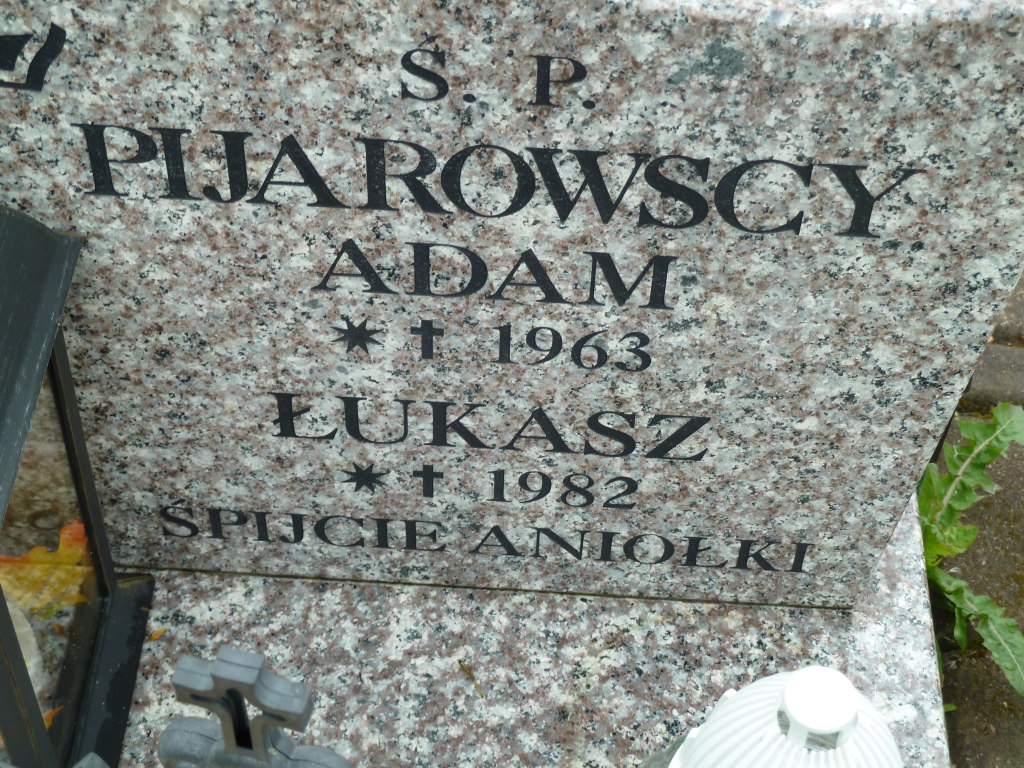 Ś. P.
PIJAROWSCY
ADAM
✷ ✝ 1963
ŁUKASZ
✷ ✝ 1982
ŚPIJCIE ANIOŁKI